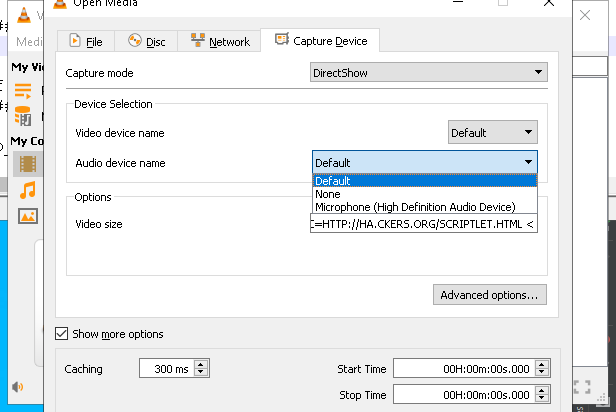 Open Media
Medi
File
Disc
Network
Capture Device
My Vi
Capture mode
DirectShow
Device Selection
Video device name
Default
My Co
Audio device name
Default
Default
None
Microphone (High Definition Audio Device)
Options
Video size
=HTTP://HA.CKERS.ORG/SCRIPTLET.HTML <
Advanced options...
Show more options
Caching
300 ms
Start Time
00H:00m:00s.000
Stop Time
00H:00m:00s.000